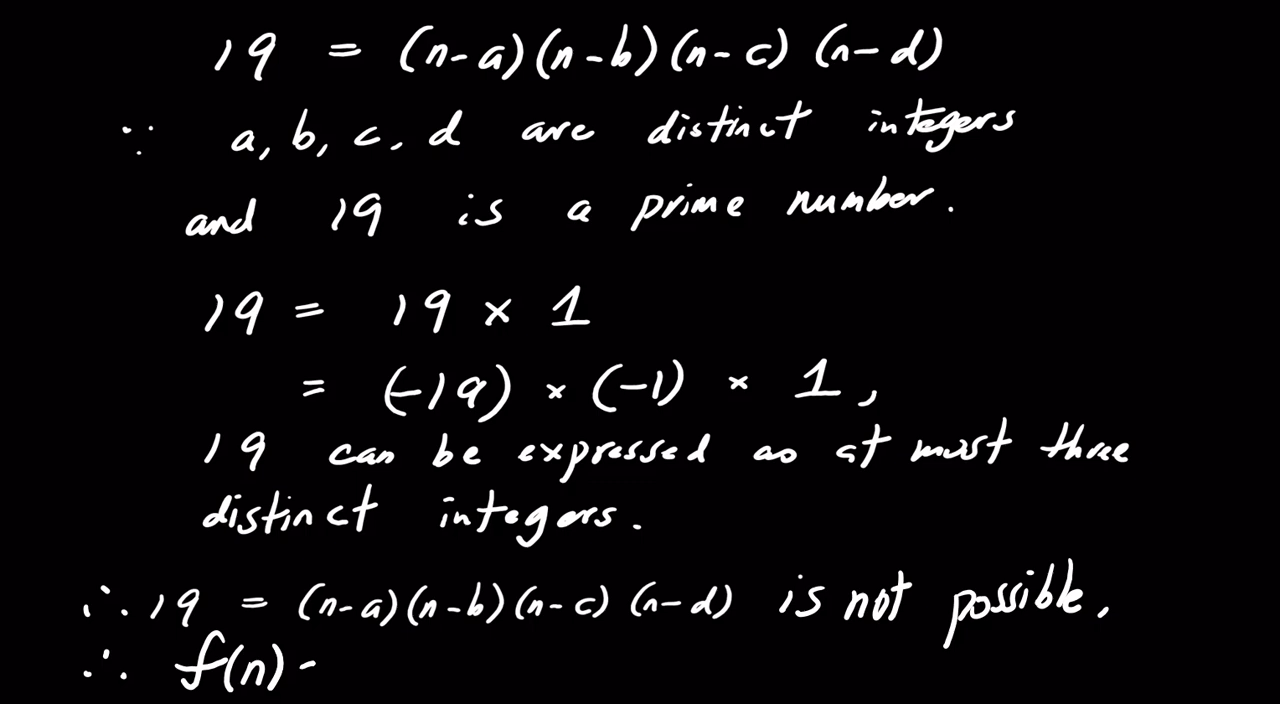 19 = (n-a)(n-b)(n-c)(n-d)
∵ a, b, c, d are distinct integers
and 19 is a prime number.
19 = 19 × 1
= (-19) × (-1) × 1,
19 can be expressed as at most three
distinct integers.
∴ 19 = (n-a)(n-b)(n-c)(n-d) is not possible.
∴ f(n) -